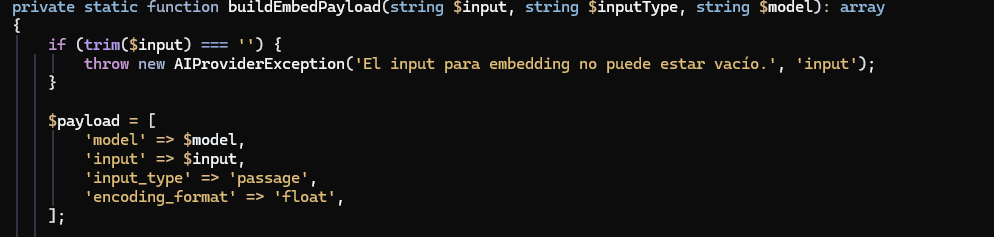 private static function buildEmbedPayload(string $input, string $inputType, string $model): array
{
    if (trim($input) === '') {
        throw new AIProviderException('El input para embedding no puede estar vacío.', 'input');
    }

    $payload = [
        'model' => $model,
        'input' => $input,
        'input_type' => 'passage',
        'encoding_format' => 'float',
    ];